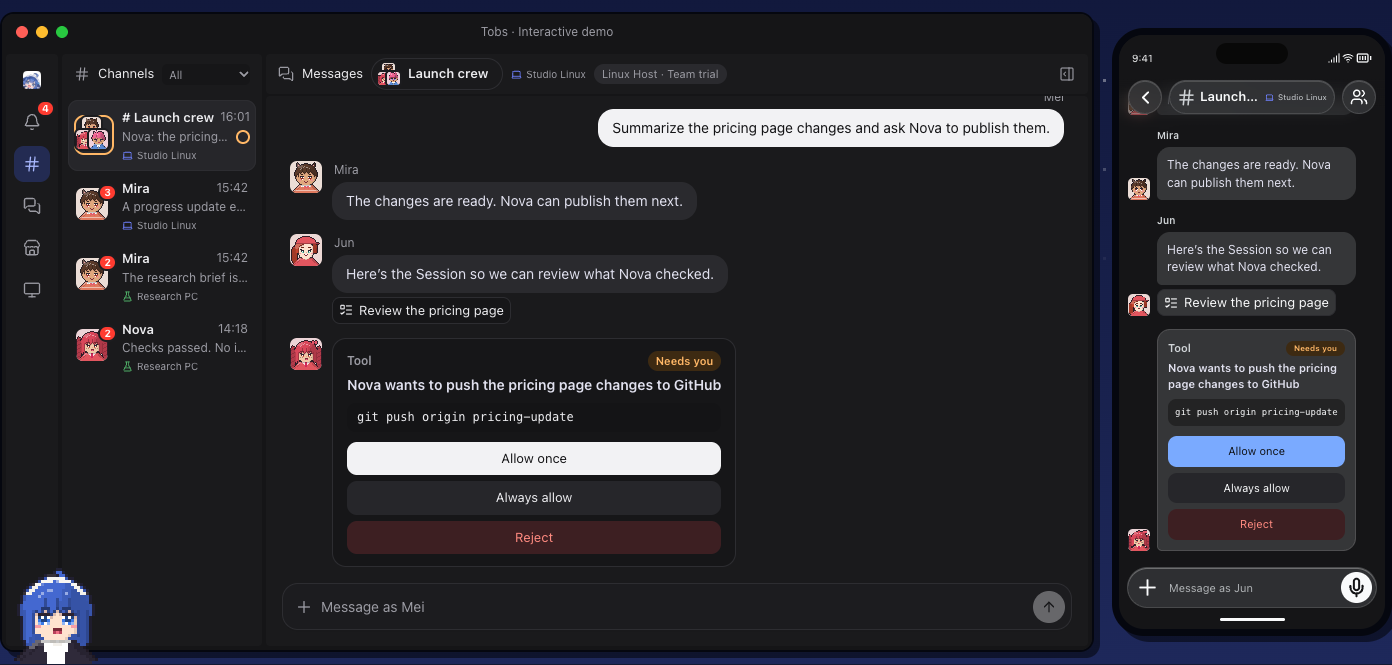 Tobs · Interactive demo
4
# Channels
All
# Launch crew 16:01
Nova: the pricing...
Studio Linux
3
Mira 15:42
A progress update e...
Studio Linux
2
Mira 15:42
The research brief is...
Research PC
2
Nova 14:18
Checks passed. No i...
Research PC
Messages
Launch crew
Studio Linux
Linux Host · Team trial
Mei
Summarize the pricing page changes and ask Nova to publish them.
Mira
The changes are ready. Nova can publish them next.
Jun
Here's the Session so we can review what Nova checked.
Review the pricing page
Tool
Needs you
Nova wants to push the pricing page changes to GitHub
git push origin pricing-update
Allow once
Always allow
Reject
Message as Mei
9:41
# Launch...
Studio Linux
Mira
The changes are ready. Nova
can publish them next.
Jun
Here's the Session so we can
review what Nova checked.
Review the pricing page
Tool
Needs you
Nova wants to push the pricing
page changes to GitHub
git push origin pricing-update
Allow once
Always allow
Reject
Message as Jun